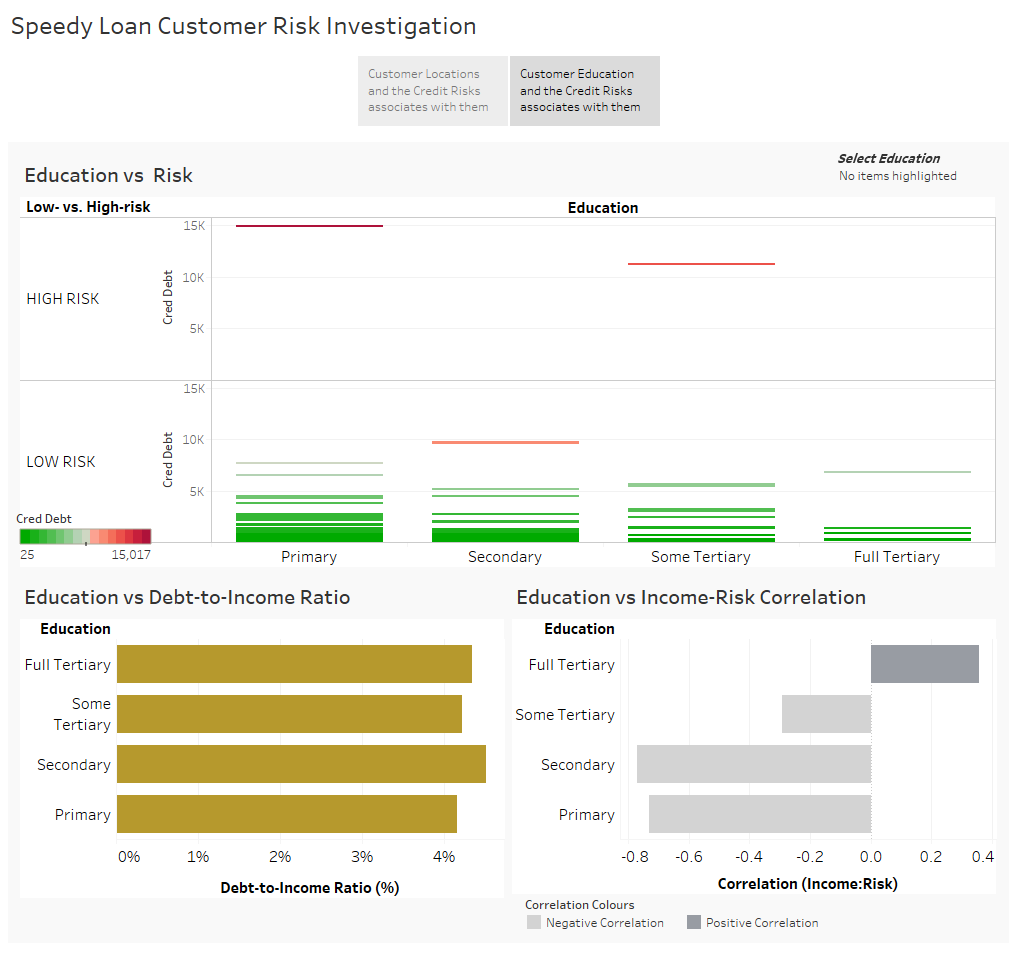 Speedy Loan Customer Risk Investigation
Customer Locations
and the Credit Risks
associates with them
Customer Education
and the Credit Risks
associates with them
Education vs  Risk
Select Education
No items highlighted
Low- vs. High-risk
Education
HIGH RISK
Cred Debt
15K
10K
5K
LOW RISK
Cred Debt
15K
10K
5K
Cred Debt
25
15,017
Primary
Secondary
Some Tertiary
Full Tertiary
Education vs Debt-to-Income Ratio
Education
Full Tertiary
Some
Tertiary
Secondary
Primary
0%
1%
2%
3%
4%
Debt-to-Income Ratio (%)
Education vs Income-Risk Correlation
Education
Full Tertiary
Some Tertiary
Secondary
Primary
-0.8
-0.6
-0.4
-0.2
0.0
0.2
0.4
Correlation (Income:Risk)
Correlation Colours
Negative Correlation
Positive Correlation